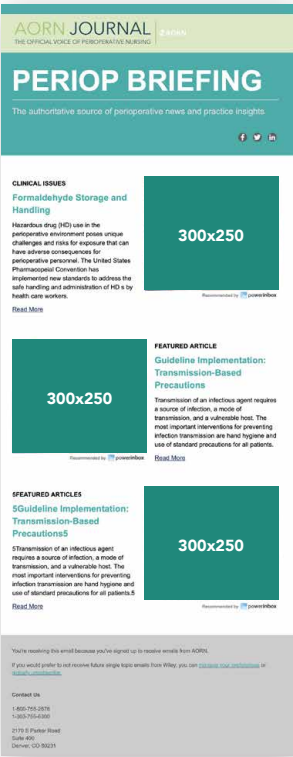 AORN JOURNAL AORN
THE OFFICIAL VOICE OF PERIOPERATIVE NURSING
PERIOP BRIEFING
The authoritative source of perioperative news and practice insights
CLINICAL ISSUES
Formaldehyde Storage and
Handling
Hazardous drug (HD) use in the
perioperative environment poses unique
challenges and risks for exposure that can
have adverse consequences for
perioperative personnel. The United States
Pharmacopeial Convention has
implemented new standards to address the
safe handling and administration of HD s by
health care workers.
Read More
300x250
Recommended by powerinbox
300x250
Recommended by powerinbox
FEATURED ARTICLE
Guideline Implementation:
Transmission-Based
Precautions
Transmission of an infectious agent requires
a source of infection, a mode of
transmission, and a vulnerable host. The
most important interventions for preventing
infection transmission are hand hygiene and
use of standard precautions for all patients.
Read More
5FEATURED ARTICLE5
5Guideline Implementation:
Transmission-Based
Precautions5
5Transmission of an infectious agent
requires a source of infection, a mode of
transmission, and a vulnerable host. The
most important interventions for preventing
infection transmission are hand hygiene and
use of standard precautions for all patients.5
Read More
300x250
Recommended by powerinbox
You're receiving this email because you've signed up to receive emails from AORN.
If you would prefer to not receive future single topic emails from Wiley, you can your preferences or
Contact Us
2170 S Parker Road
Suite 400
Denver, CO 80231